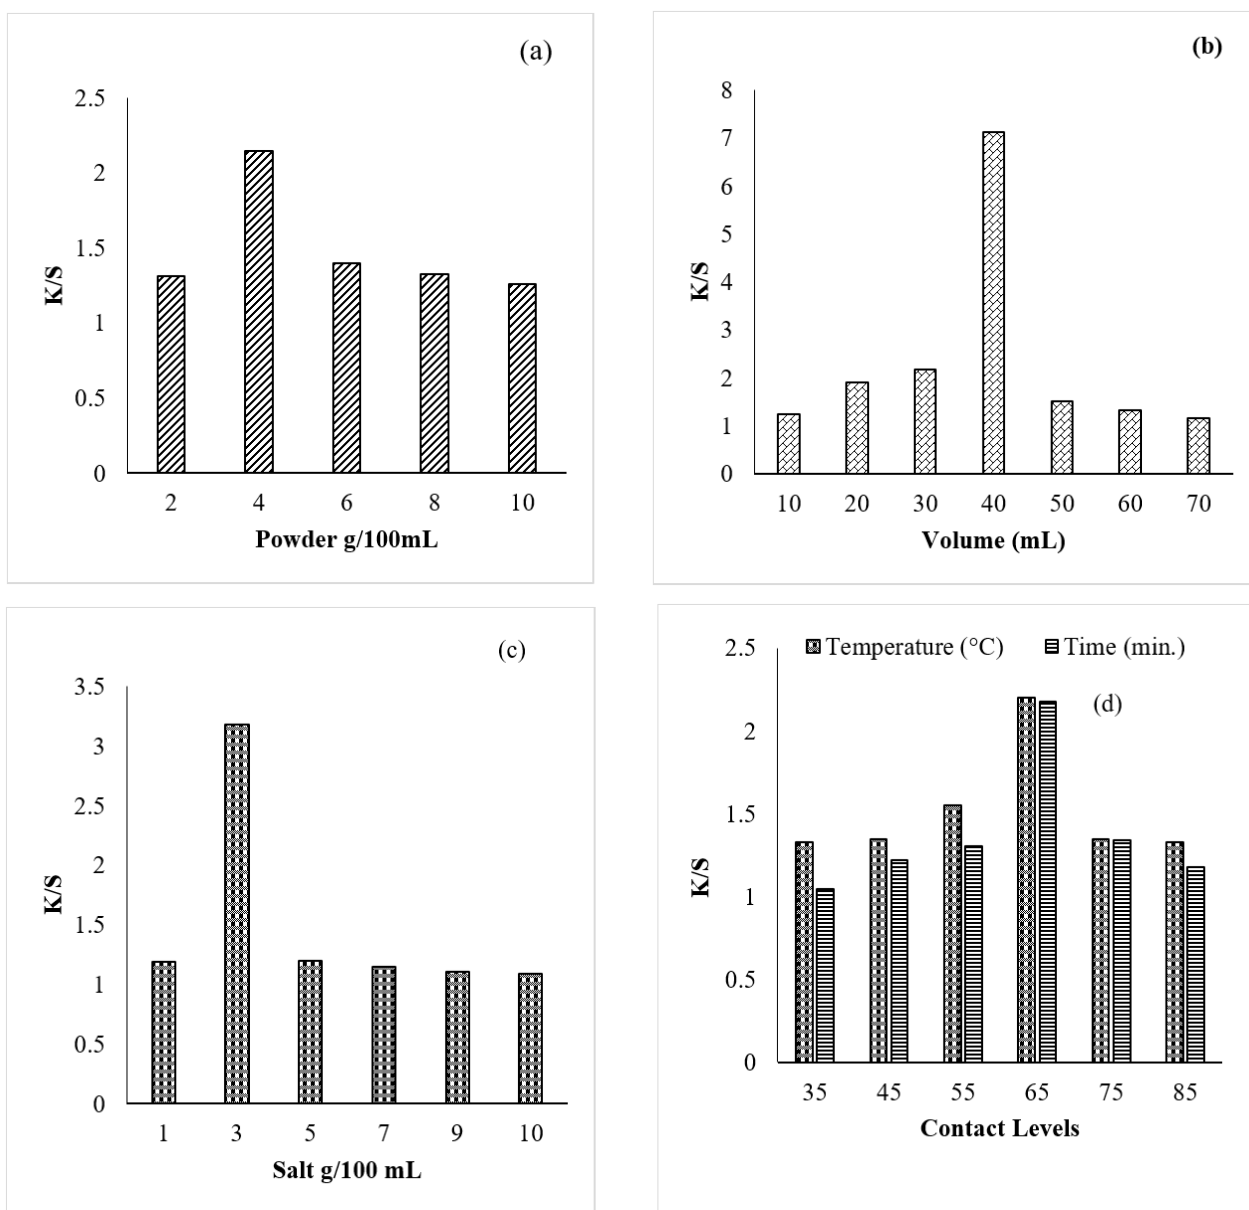 (a)
2.5
2
1.5
1
0.5
0
K/S
2 4 6 8 10
Powder g/100mL
(b)
8
7
6
5
4
3
2
1
0
K/S
10 20 30 40 50 60 70
Volume (mL)
(c)
3.5
3
2.5
2
1.5
1
0.5
0
K/S
1 3 5 7 9 10
Salt g/100 mL
Temperature (°C) Time (min.)
(d)
2.5
2
1.5
1
0.5
0
K/S
35 45 55 65 75 85
Contact Levels